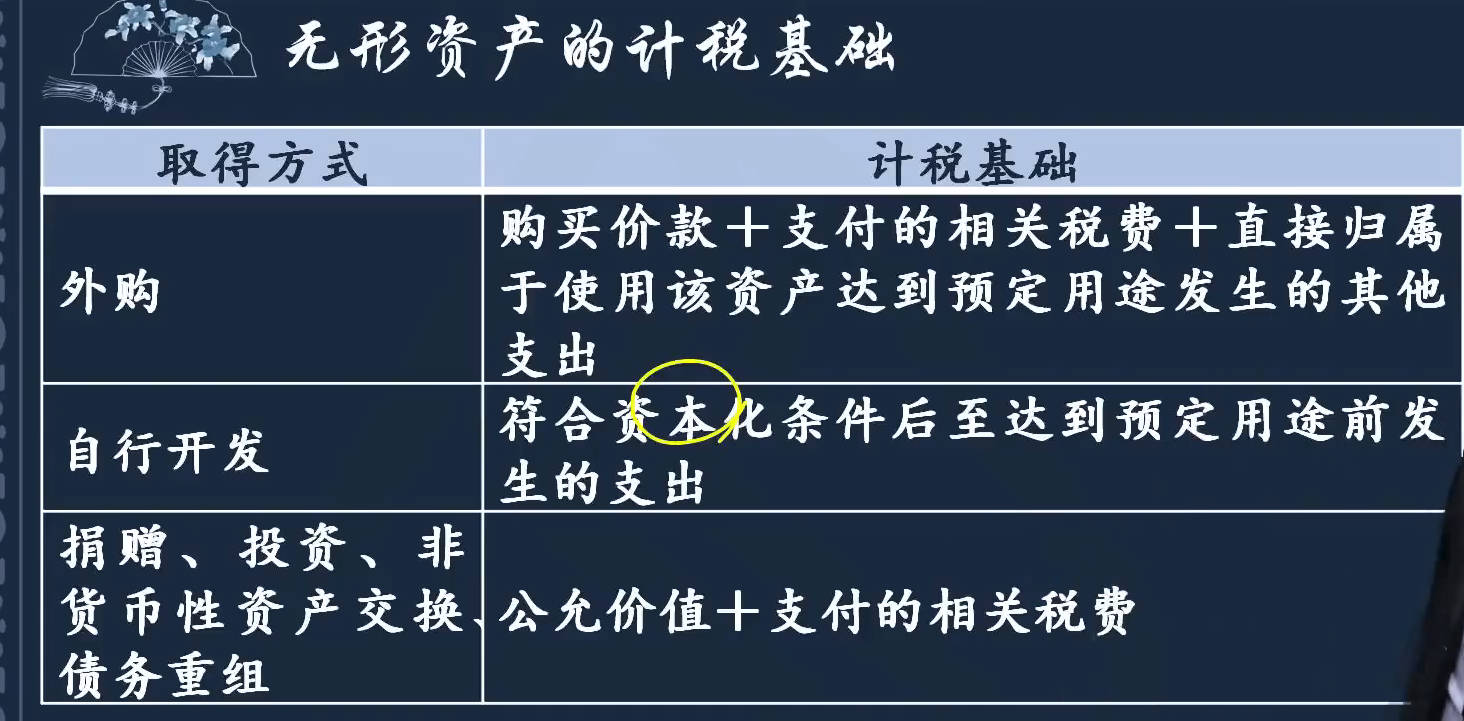 无形资产的计税基础
取得方式
计税基础
外购
购买价款＋支付的相关税费＋直接归属
于使用该资产达到预定用途发生的其他
支出
自行开发
符合资本化条件后至达到预定用途前发
生的支出
捐赠、投资、非
货币性资产交换、
债务重组
公允价值＋支付的相关税费